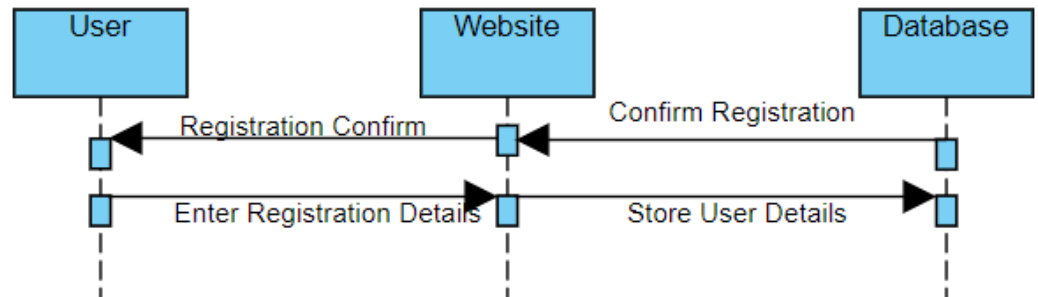 User
Website
Database
Confirm Registration
Registration Confirm
Enter Registration Details
Store User Details